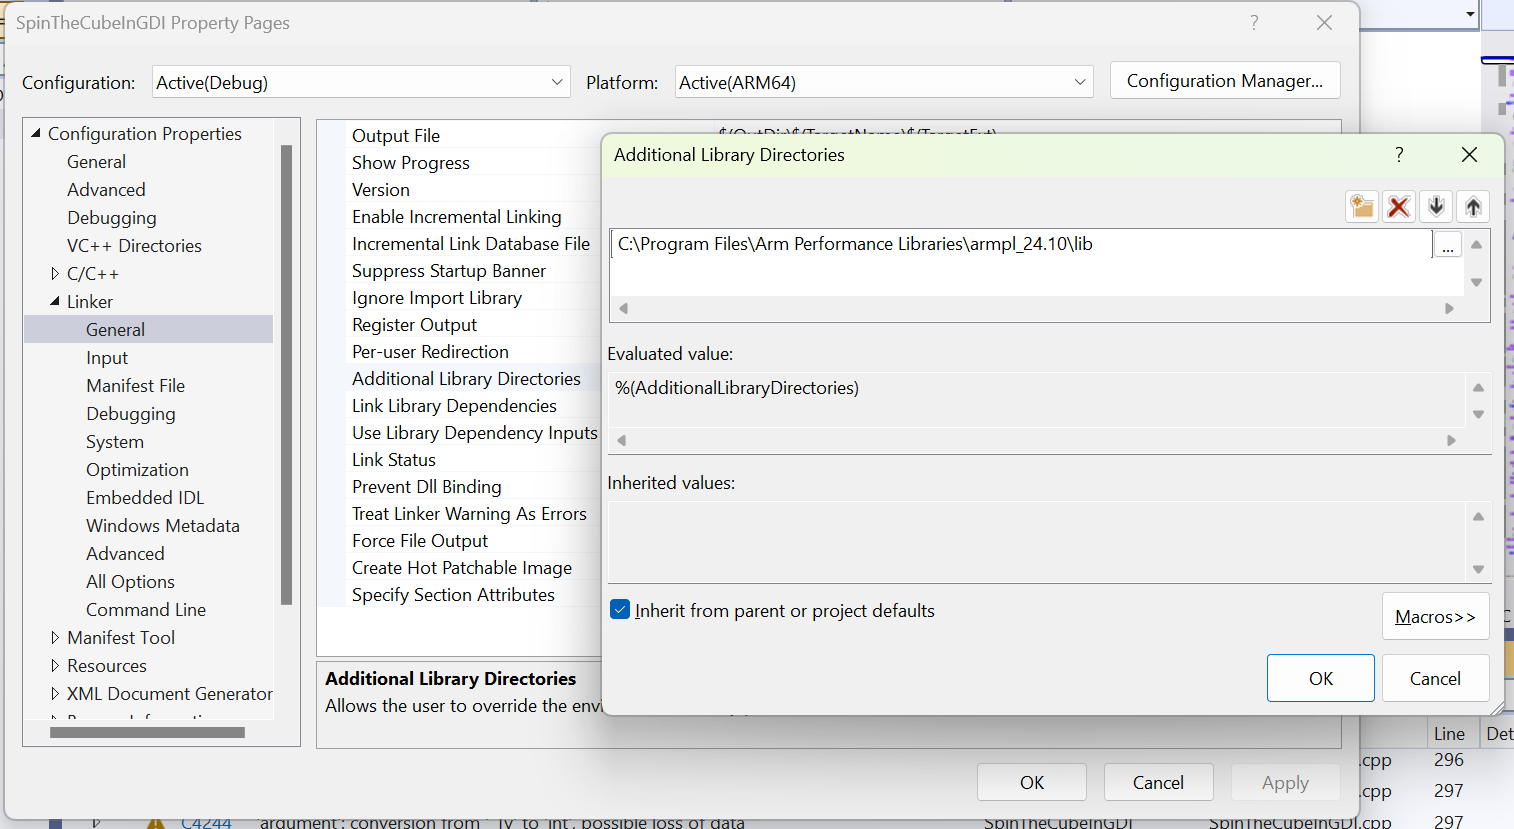 SpinTheCubeInGDI Property Pages
?
Configuration:
Active(Debug)
Platform:
Active(ARM64)
Configuration Manager...
Configuration Properties
General
Advanced
Debugging
VC++ Directories
C/C++
Linker
General
Input
Manifest File
Debugging
System
Optimization
Embedded IDL
Windows Metadata
Advanced
All Options
Command Line
Manifest Tool
Resources
XML Document Generator
Output File
$(OutDir)$(TargetName)$(TargetExt)
Show Progress
Version
Enable Incremental Linking
Incremental Link Database File
Suppress Startup Banner
Ignore Import Library
Register Output
Per-user Redirection
Additional Library Directories
Link Library Dependencies
Use Library Dependency Inputs
Link Status
Prevent Dll Binding
Treat Linker Warning As Errors
Force File Output
Create Hot Patchable Image
Specify Section Attributes
Additional Library Directories
Allows the user to override the
Additional Library Directories
?
C:\Program Files\Arm Performance Libraries\armpl_24.10\lib
...
Evaluated value:
%(AdditionalLibraryDirectories)
Inherited values:
Inherit from parent or project defaults
Macros>>
OK
Cancel
OK
Cancel
Apply
Line
Det
.cpp
296
.cpp
297
C4244
'argument': conversion from '_Ty' to 'int', possible loss of data
SpinTheCubeInGDI
SpinTheCubeInGDI.cpp
297